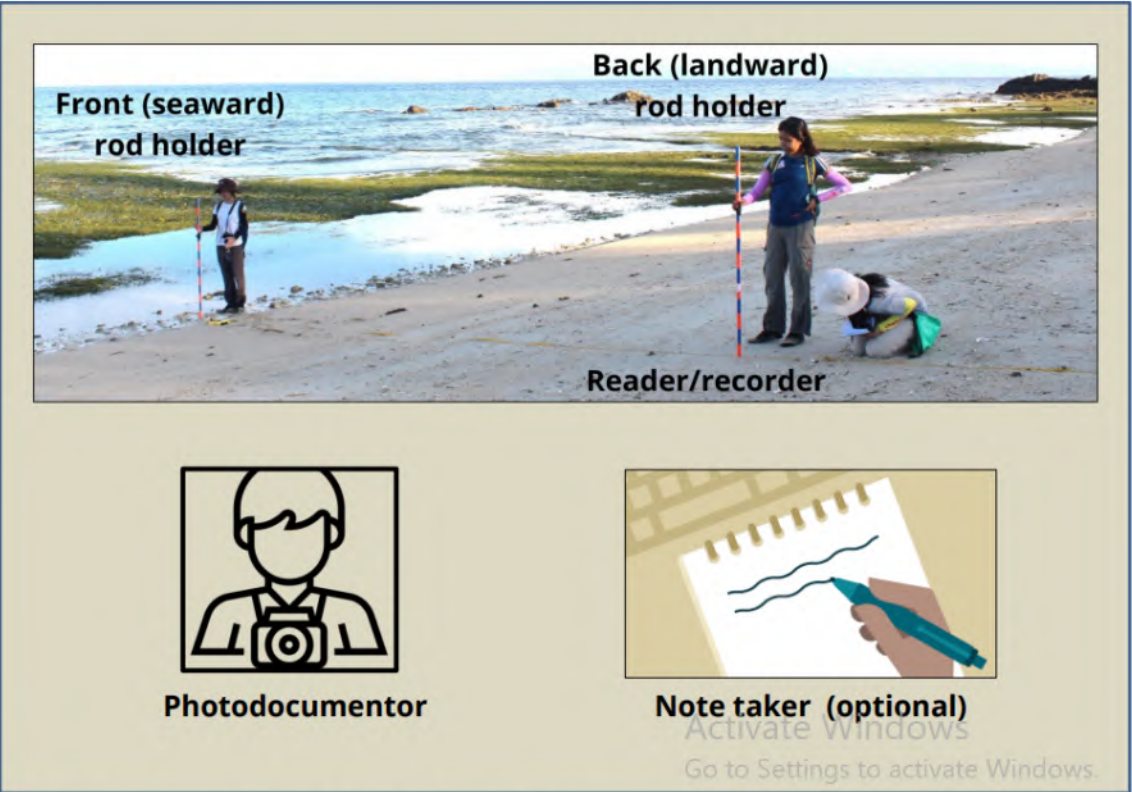 Front (seaward)
rod holder
Back (landward)
rod holder
Reader/recorder
Photodocumentor
Note taker (optional)
Activate Windows
Go to Settings to activate Windows.